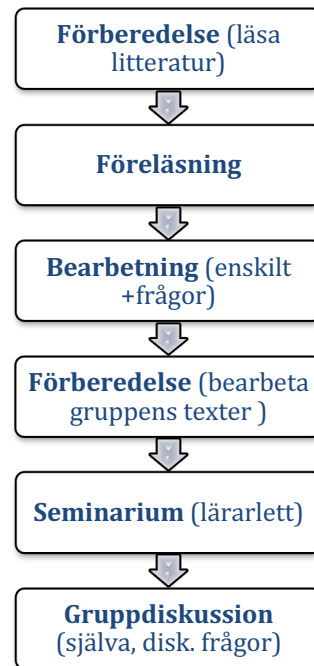 Förberedelse (läsa
litteratur)
Föreläsning
Bearbetning (enskilt
+frågor)
Förberedelse (bearbeta
gruppens texter )
Seminarium (lärarlett)
Gruppdiskussion
(själva, disk. frågor)